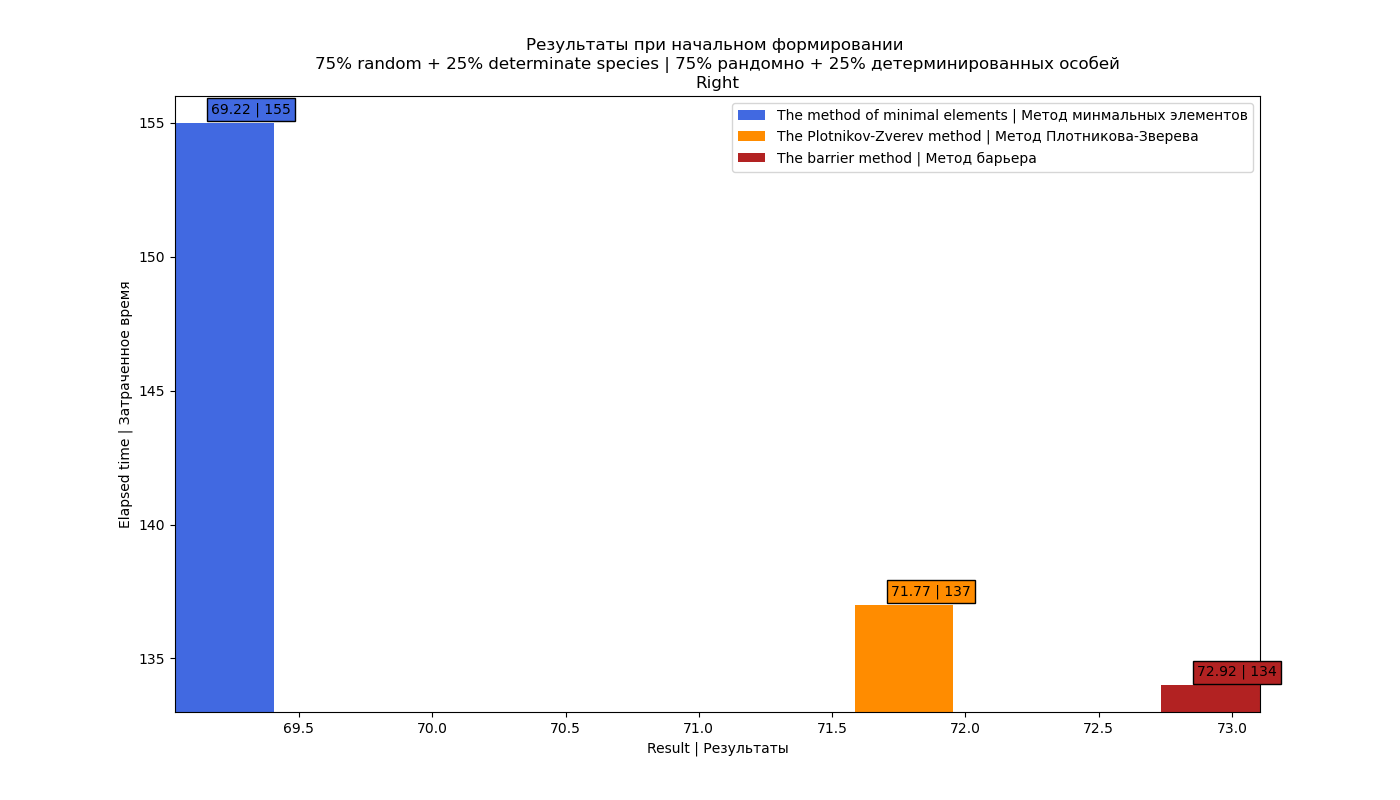 Результаты при начальном формировании
75% random + 25% determinate species | 75% рандомно + 25% детерминированных особей
Right
69.22 | 155
The method of minimal elements | Метод минмальных элементов
The Plotnikov-Zverev method | Метод Плотникова-Зверева
The barrier method | Метод барьера
155
150
145
140
135
Elapsed time | Затраченное время
71.77 | 137
72.92 | 134
69.5 70.0 70.5 71.0 71.5 72.0 72.5 73.0
Result | Результаты